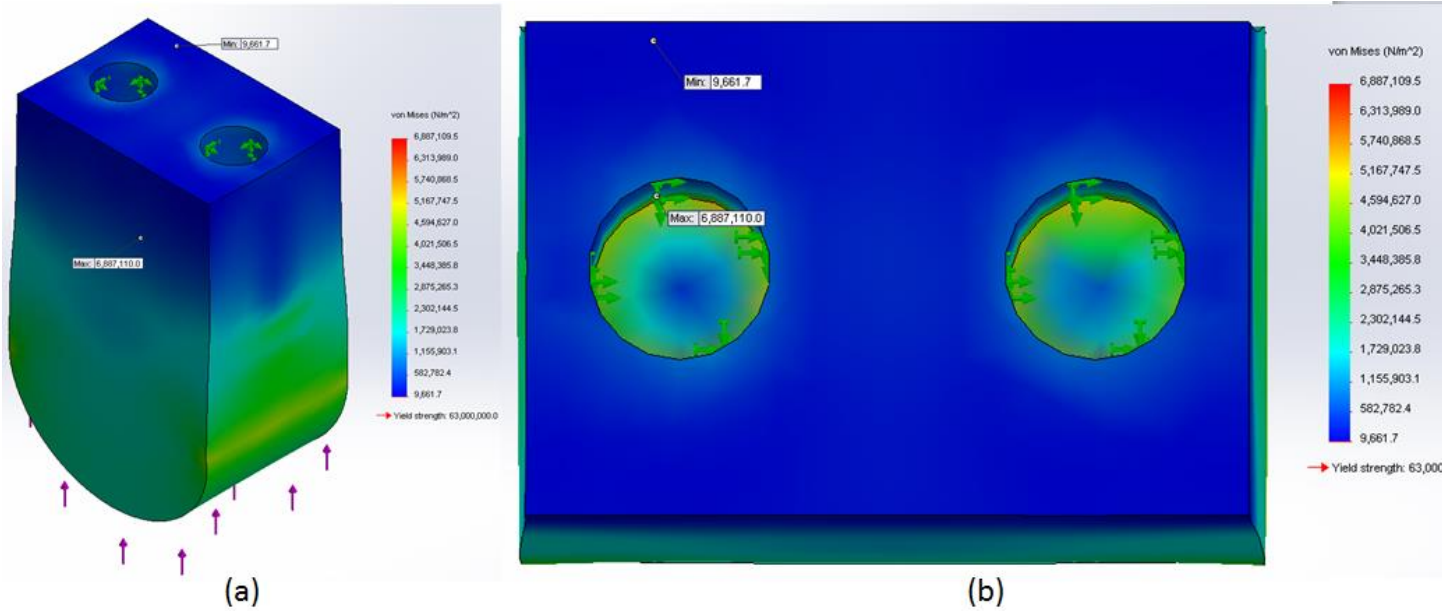 Min: 9,661.7
Max: 6,887,110.0
von Mises (N/m^2)
6,887,109.5
6,313,989.0
5,740,868.5
5,167,747.5
4,594,627.0
4,021,506.5
3,448,385.8
2,875,265.3
2,302,144.5
1,729,023.8
1,155,903.1
582,782.4
9,661.7
Yield strength: 63,000,000.0
(a)
Min: 9,661.7
Max: 6,887,110.0
von Mises (N/m^2)
6,887,109.5
6,313,989.0
5,740,868.5
5,167,747.5
4,594,627.0
4,021,506.5
3,448,385.8
2,875,265.3
2,302,144.5
1,729,023.8
1,155,903.1
582,782.4
9,661.7
Yield strength: 63,000
(b)